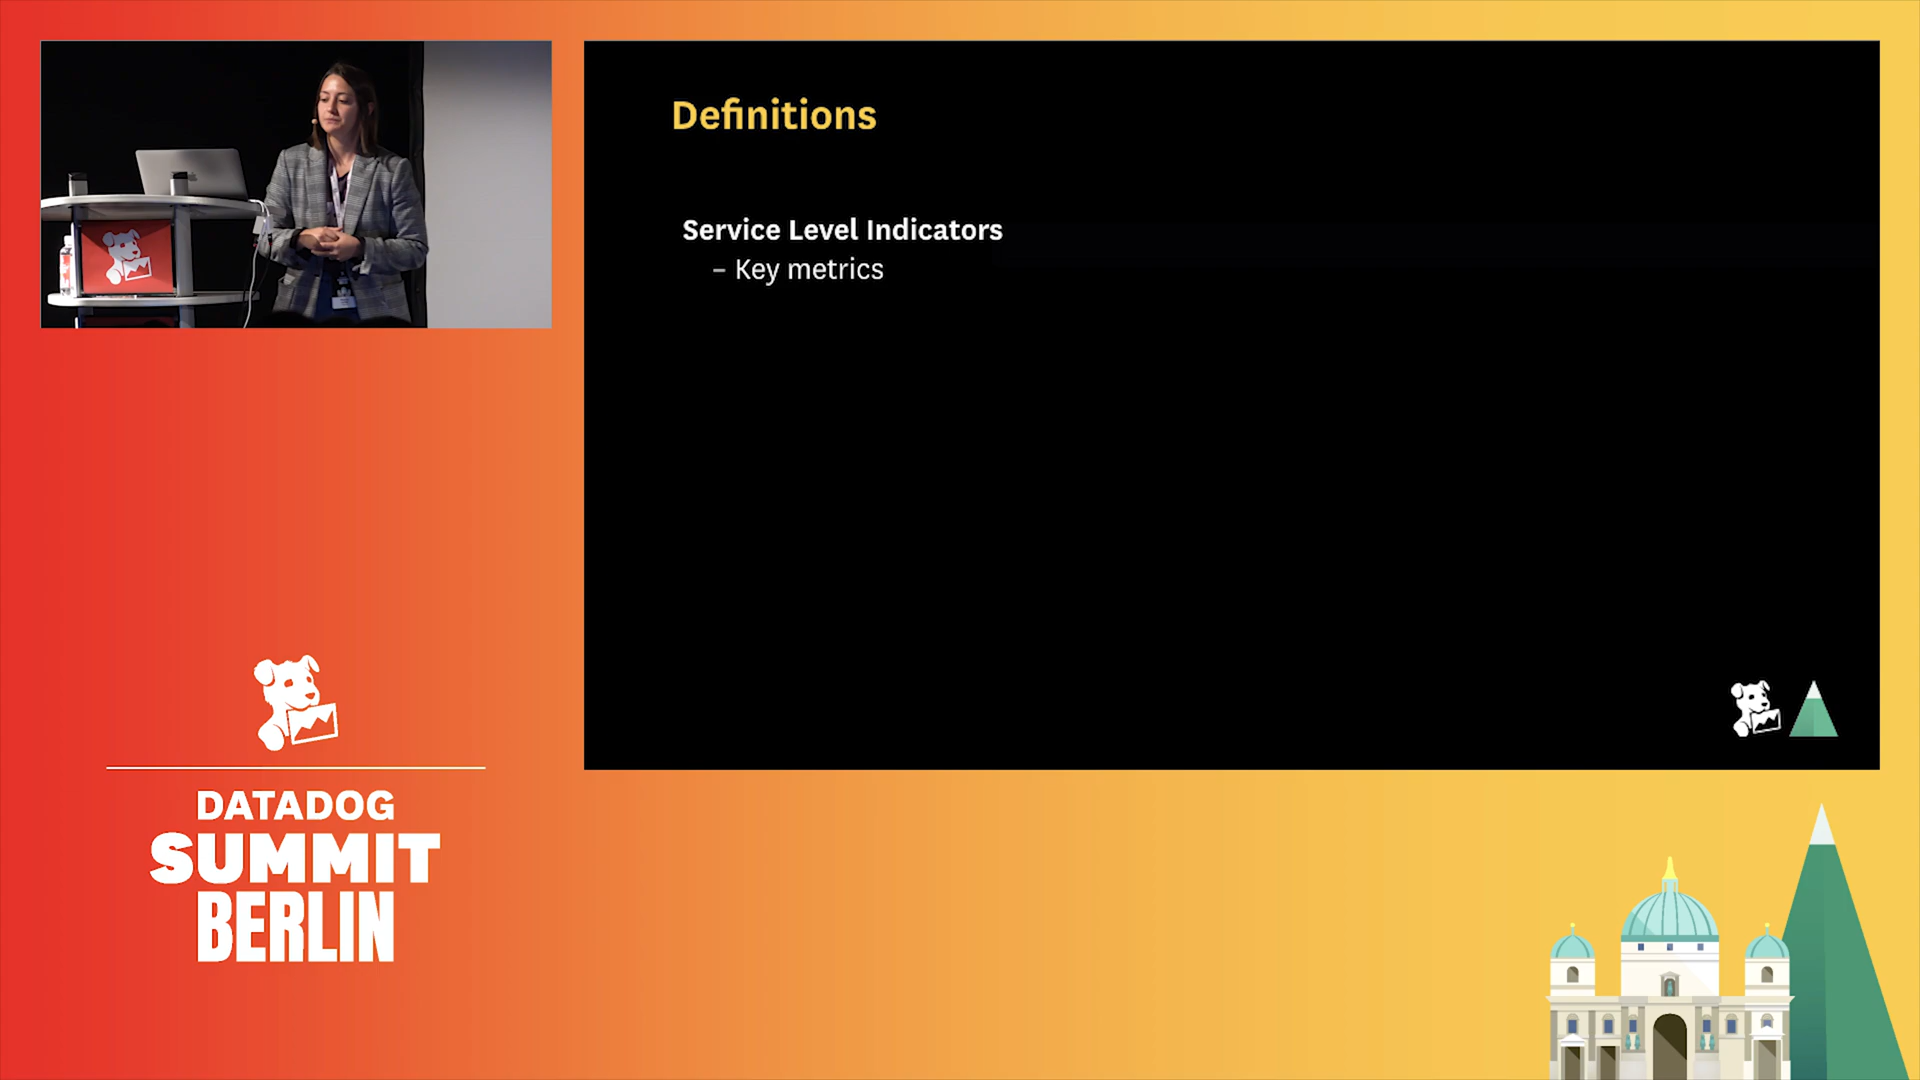 Definitions
Service Level Indicators
– Key metrics
DATADOG
SUMMIT
BERLIN